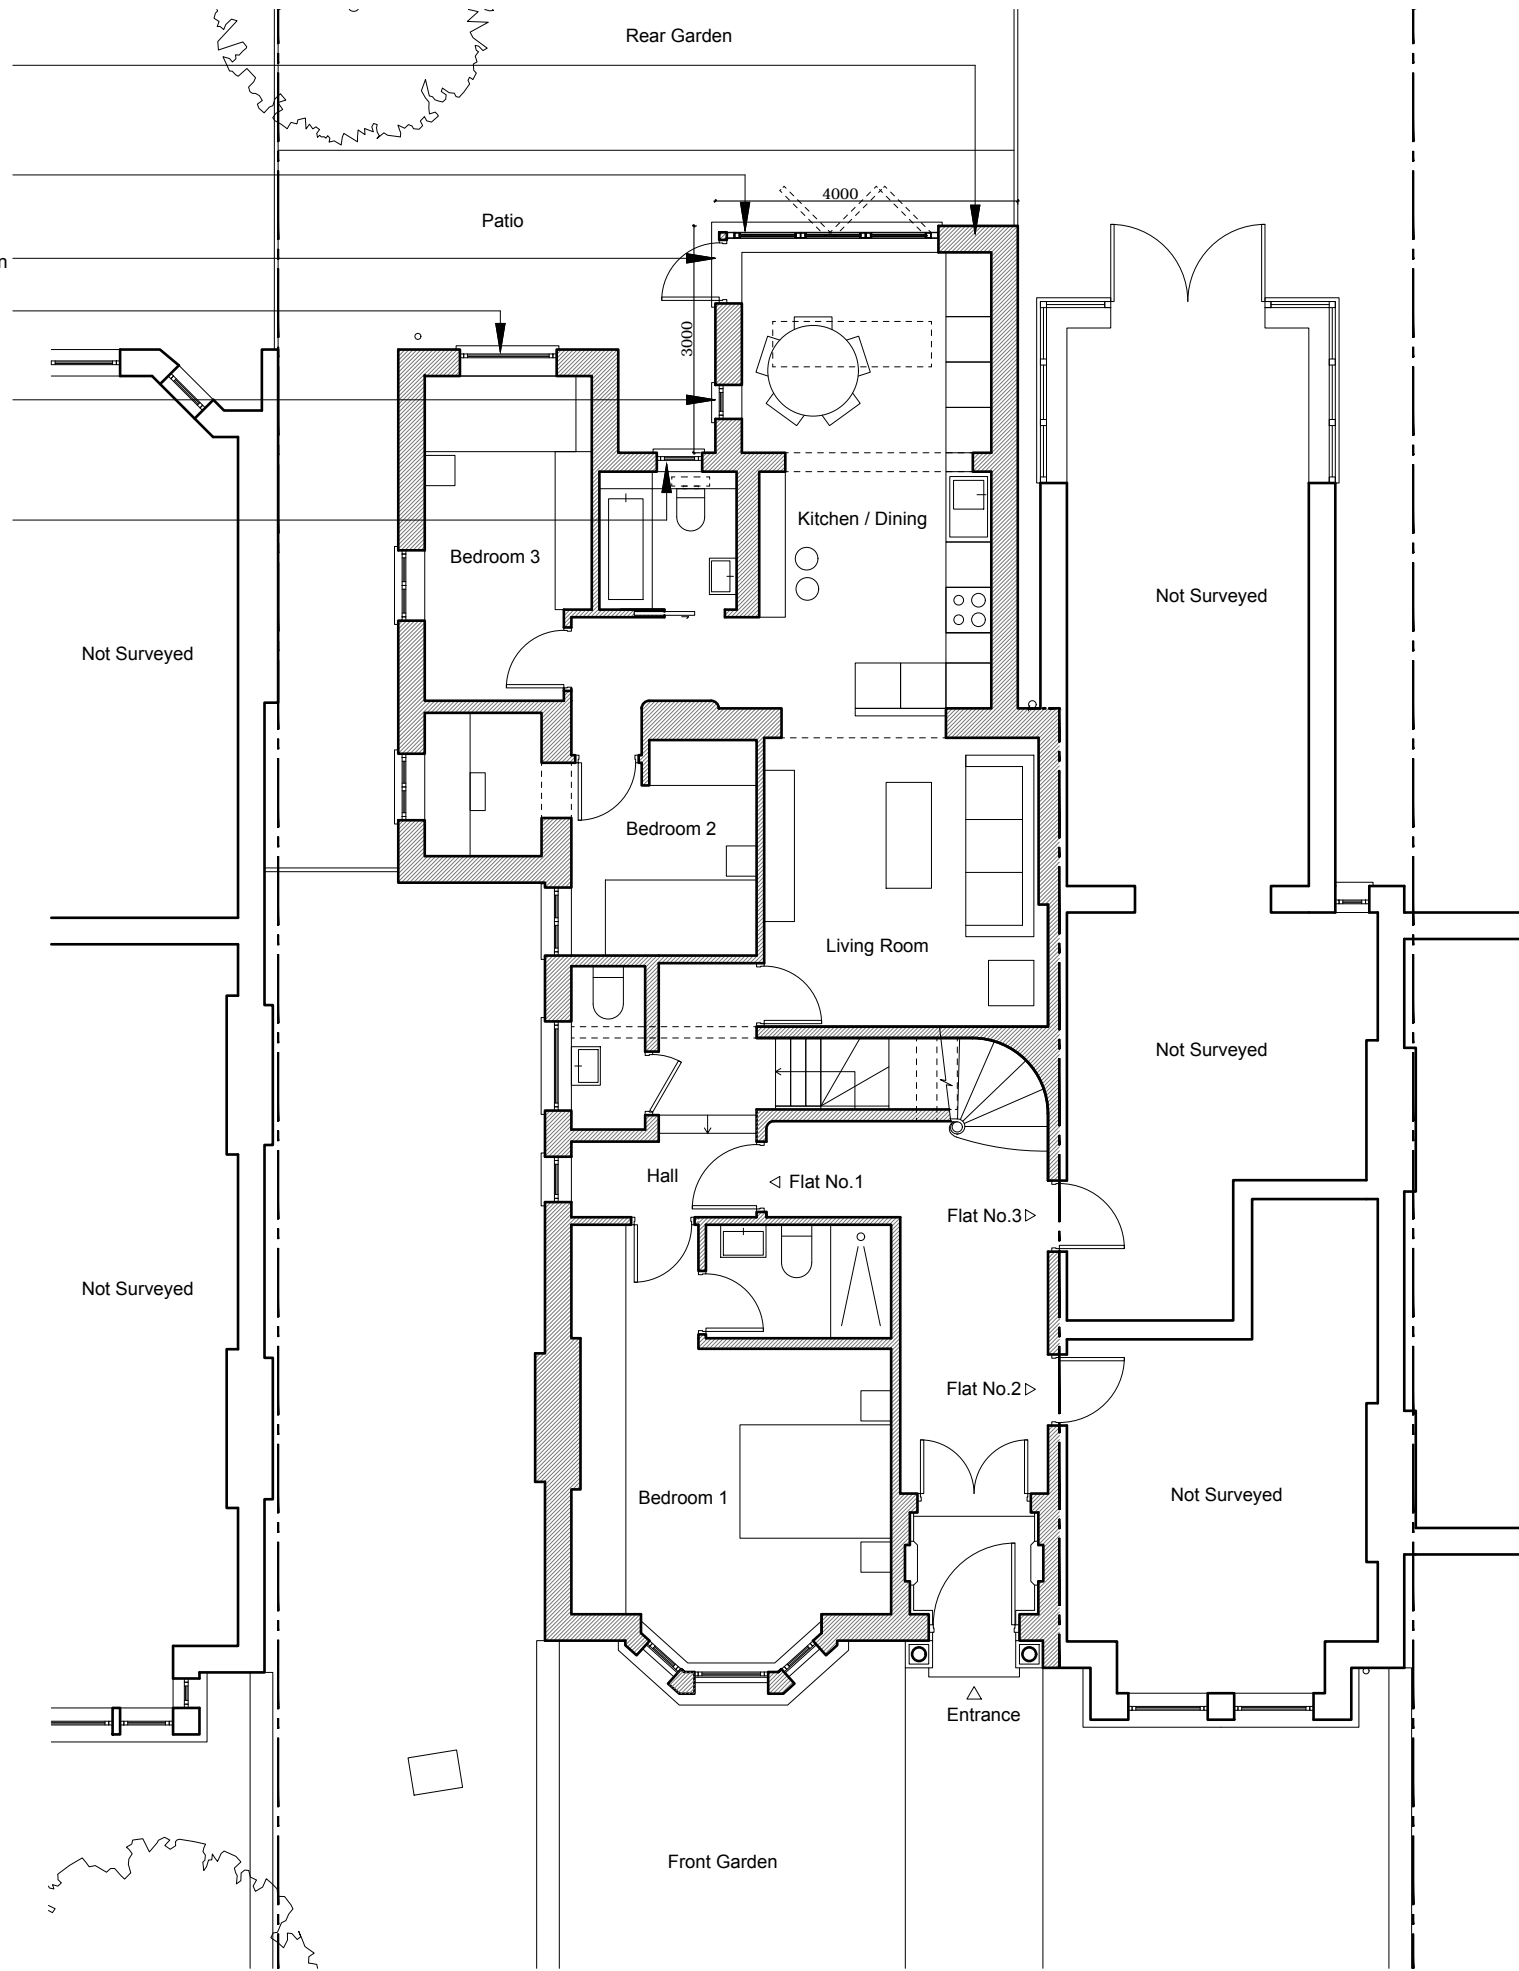 Rear Garden
4000
Patio
n
3000
Kitchen / Dining
Bedroom 3
Not Surveyed
Not Surveyed
Bedroom 2
Living Room
Not Surveyed
Hall
Flat No.1
Flat No.3
Not Surveyed
Flat No.2
Bedroom 1
Not Surveyed
Entrance
Front Garden